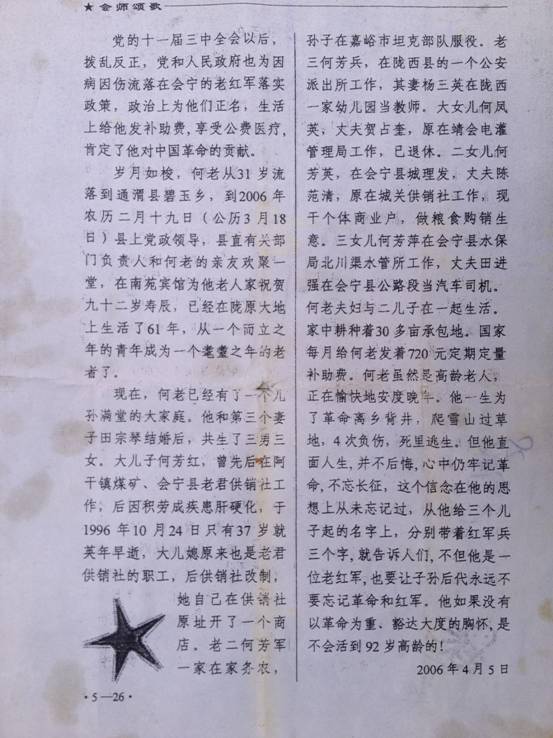 ★会师颂歌
党的十一届三中全会以后，
拨乱反正，党和人民政府也为因
病因伤流落在会宁的老红军落实
政策，政治上为他们正名，生活
上给他发补助费，享受公费医疗，
肯定了他对中国革命的贡献。
岁月如梭，何老从31岁流
落到通渭县碧玉乡，到2006年
农历二月十九日（公历3月18
日）县上党政领导，县直有关部
门负责人和何老的亲友欢聚一
堂，在南苑宾馆为他老人家祝贺
九十二岁寿辰，已经在陇原大地
上生活了61年，从一个而立之
年的青年成为一个耄耋之年的老
者了。
现在，何老已经有了一个儿
孙满堂的大家庭。他和第三个妻
子田宗琴结婚后，共生了三男三
女。大儿子何芳红，曾先后在阿
干镇煤矿、会宁县老君供销社工
作，后因积劳成疾患肝硬化，于
1996年10月24日只有37岁就
英年早逝，大儿媳原来也是老君
供销社的职工，后供销社改制，
她自己在供销社
原址开了一个商
店。老二何芳军
一家在家务农，
·5—26·
孙子在嘉峪市坦克部队服役。老
三何芳兵，在陇西县的一个公安
派出所工作，其妻杨三英在陇西
一家幼儿园当教师。大女儿何凤
英，丈夫贺占奎，原在靖会电灌
管理局工作，已退休。二女儿何
芳英，在会宁县城理发，丈夫陈
范清，原在城关供销社工作，现
干个体商业户，做粮食购销生
意。三女儿何芳萍在会宁县水保
局北川渠水管所工作，丈夫田进
强在会宁县公路段当汽车司机。
何老夫妇与二儿子在一起生活。
家中耕种着30多亩承包地。国家
每月给何老发着720元定期定量
补助费。何老虽然是高龄老人，
正在愉快地安度晚年。他一生为
了革命离乡背井，爬雪山过草
地，4次负伤，死里逃生。但他直
面人生，并不后悔，心中仍牢记革
命，不忘长征，这个信念在他的思
想上从未忘记过，从他给三个儿
子起的名字上，分别带着红军兵
三个字，就告诉人们，不但他是一
位老红军，也要让子孙后代永远不
要忘记革命和红军。他如果没有
以革命为重、豁达大度的胸怀，是
不会活到92岁高龄的！
2006年4月5日